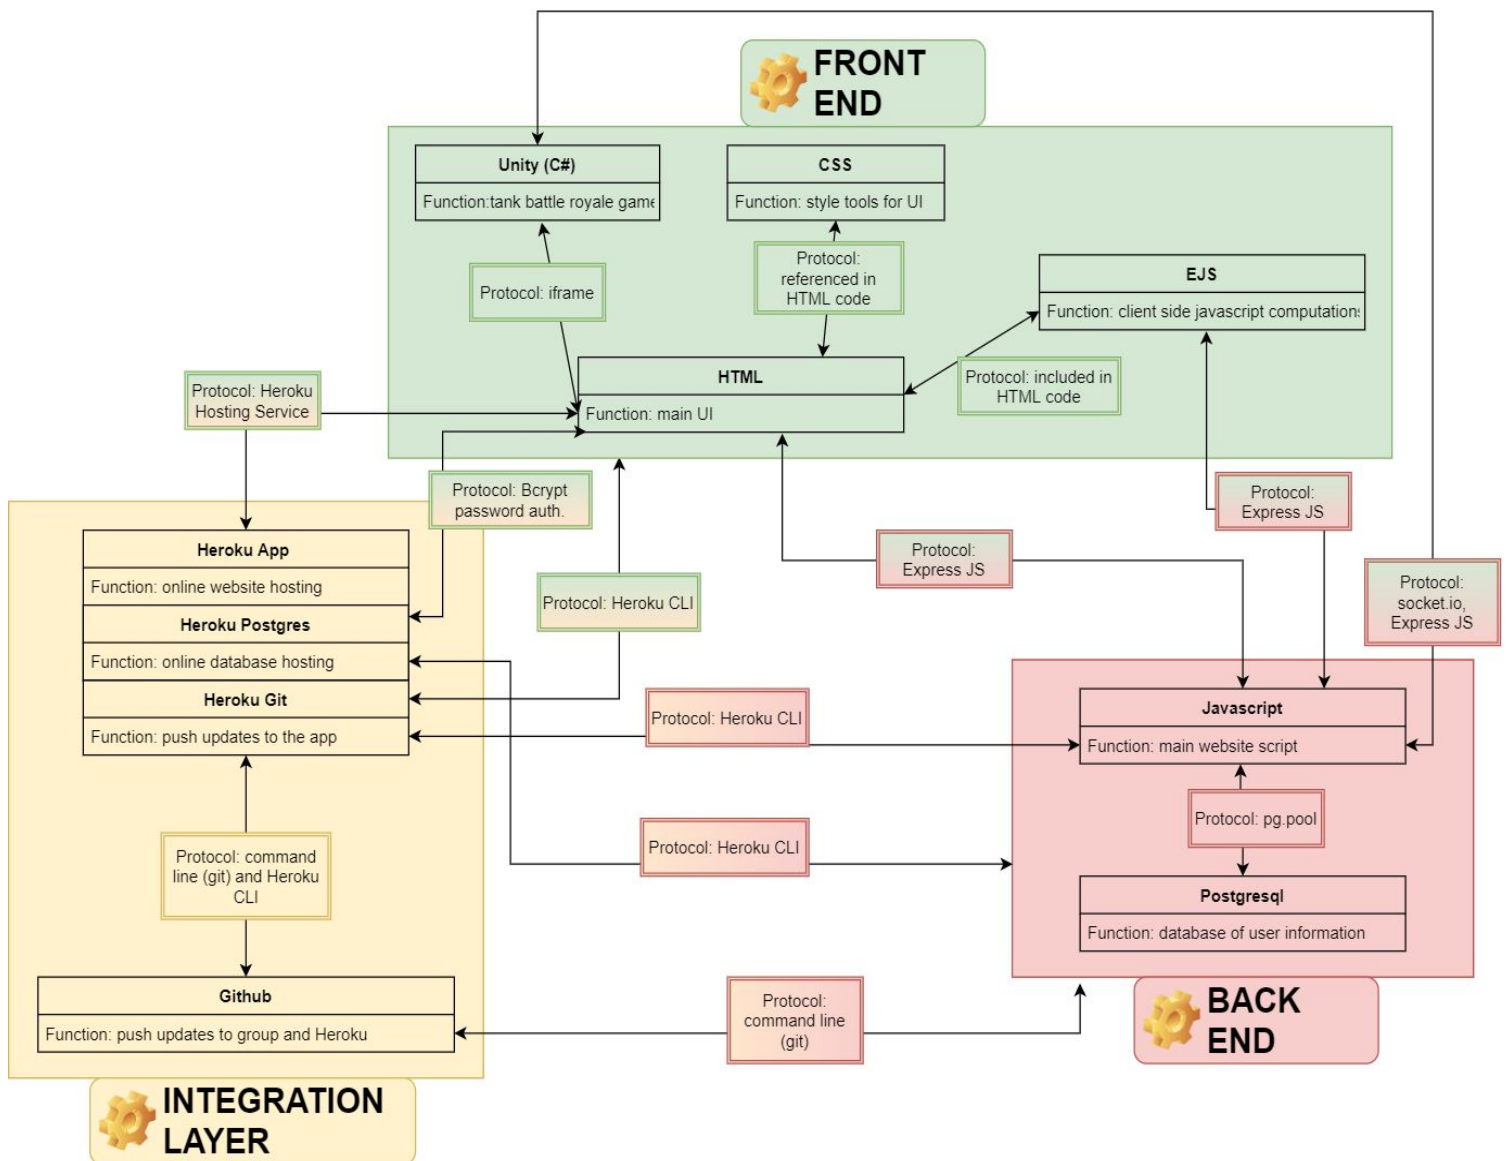 FRONT
END
Unity (C#)
Function:tank battle royale game
CSS
Function: style tools for UI
Protocol: iframe
Protocol:
referenced in
HTML code
EJS
Function: client side javascript computations
HTML
Function: main UI
Protocol: included in
HTML code
Protocol: Heroku
Hosting Service
Protocol: Bcrypt
password auth.
Protocol:
Express JS
Protocol:
Express JS
Protocol:
socket.io,
Express JS
Protocol: Heroku CLI
Heroku App
Function: online website hosting
Heroku Postgres
Function: online database hosting
Heroku Git
Function: push updates to the app
Protocol: Heroku CLI
Javascript
Function: main website script
Protocol: pg.pool
Protocol: Heroku CLI
Protocol: command
line (git) and Heroku
CLI
Postgresql
Function: database of user information
Github
Function: push updates to group and Heroku
Protocol:
command line
(git)
BACK
END
INTEGRATION
LAYER